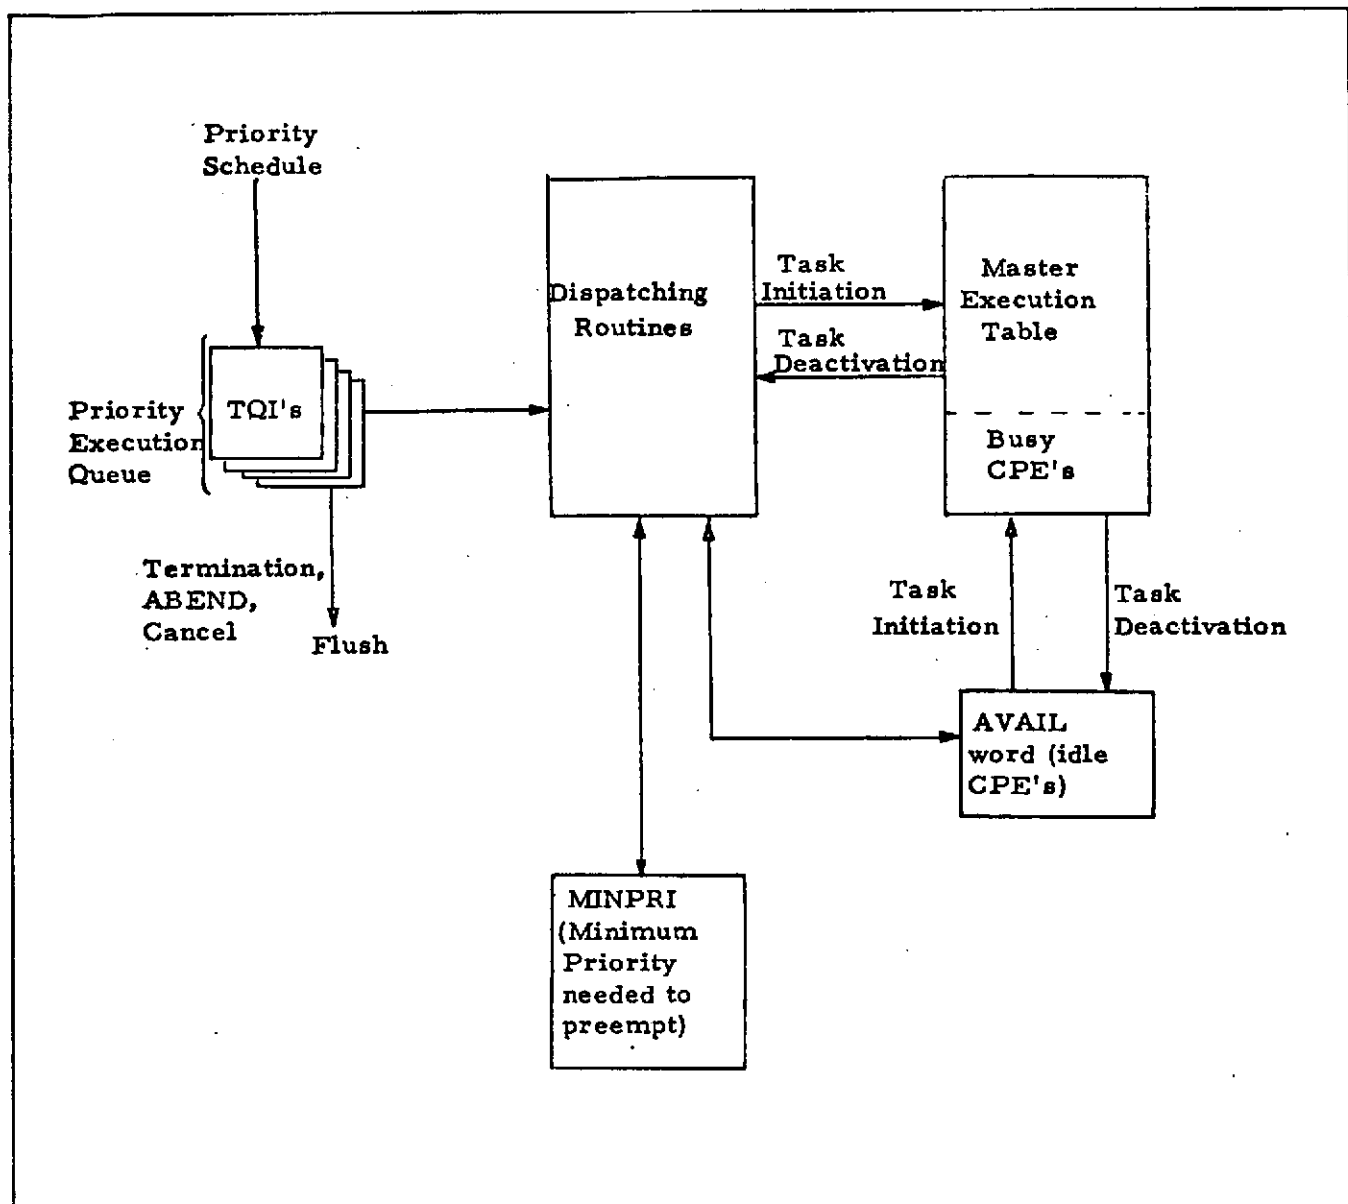 Priority
Schedule
Priority
Execution
Queue
TQI's
Termination,
ABEND,
Cancel
Flush
Dispatching
Routines
Task
Initiation
Task
Deactivation
Master
Execution
Table
Busy
CPE's
Task
Initiation
Task
Deactivation
AVAIL
word (idle
CPE's)
MINPRI
(Minimum
Priority
needed to
preempt)